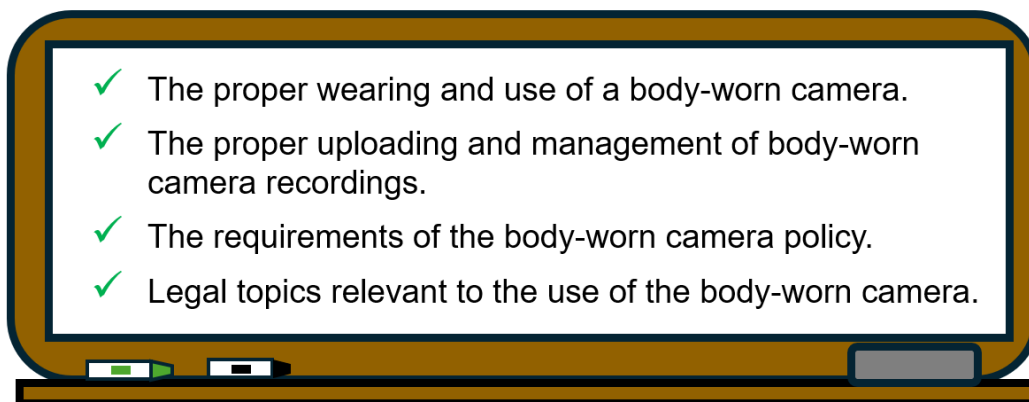 ✓ The proper wearing and use of a body-worn camera.
✓ The proper uploading and management of body-worn
camera recordings.
✓ The requirements of the body-worn camera policy.
✓ Legal topics relevant to the use of the body-worn camera.